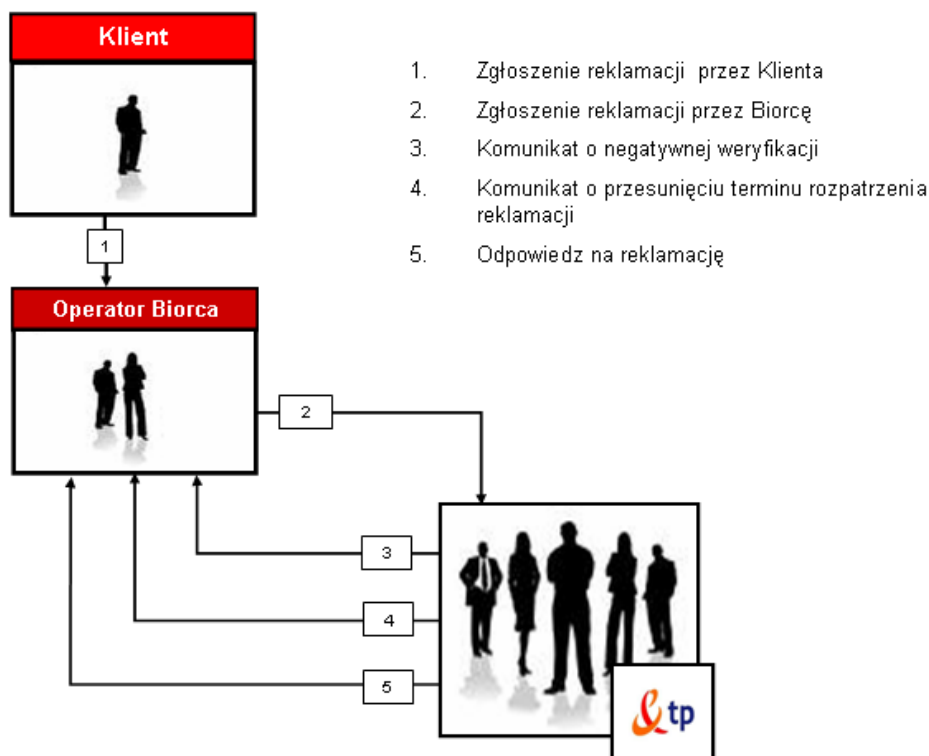 Klient
1. Zgłoszenie reklamacji przez Klienta
2. Zgłoszenie reklamacji przez Biorcę
3. Komunikat o negatywnej weryfikacji
4. Komunikat o przesunięciu terminu rozpatrzenia
reklamacji
5. Odpowiedz na reklamację
1
Operator Biorca
2
3
4
5
tp